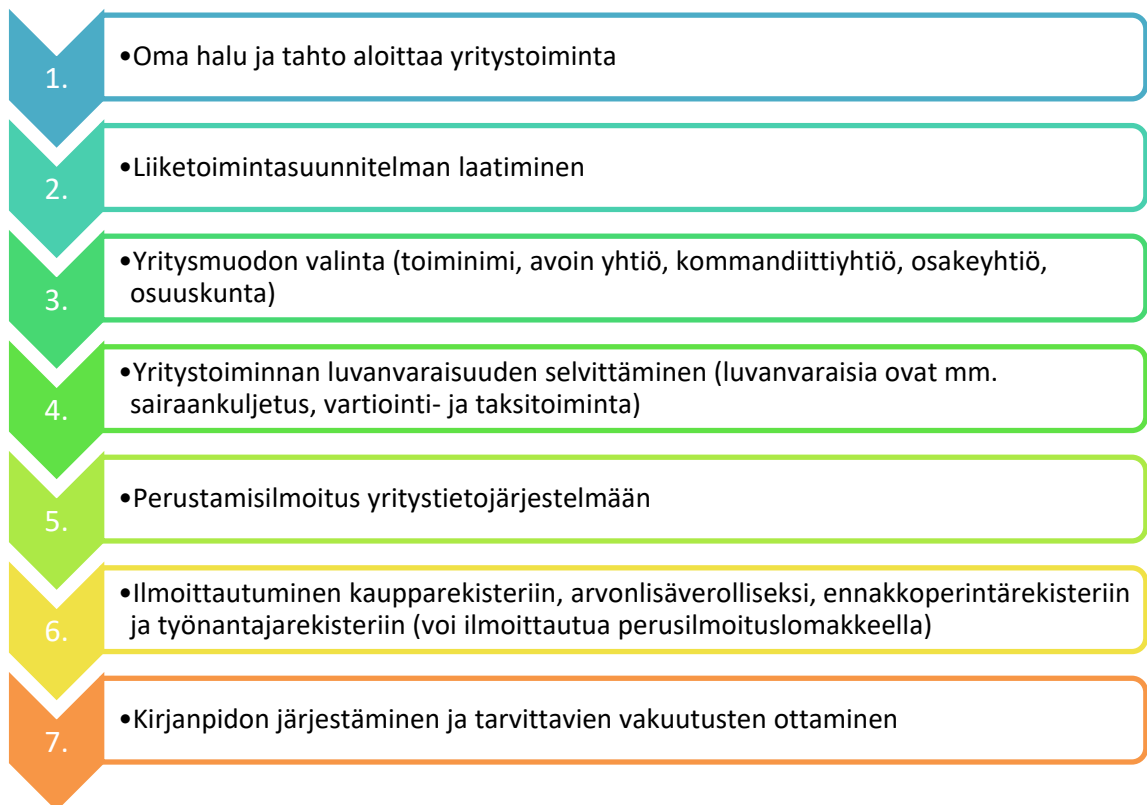 1.
•Oma halu ja tahto aloittaa yritystoiminta
2.
•Liiketoimintasuunnitelman laatiminen
3.
•Yritysmuodon valinta (toiminimi, avoin yhtiö, kommandiittiyhtiö, osakeyhtiö,
osuuskunta)
4.
•Yritystoiminnan luvanvaraisuuden selvittäminen (luvanvaraisia ovat mm.
sairaankuljetus, vartiointi- ja taksitoiminta)
5.
•Perustamisilmoitus yritystietojärjestelmään
6.
•Ilmoittautuminen kaupparekisteriin, arvonlisäverolliseksi, ennakkoperintärekisteriin
ja työnantajarekisteriin (voi ilmoittautua perusilmoituslomakkeella)
7.
•Kirjanpidon järjestäminen ja tarvittavien vakuutusten ottaminen